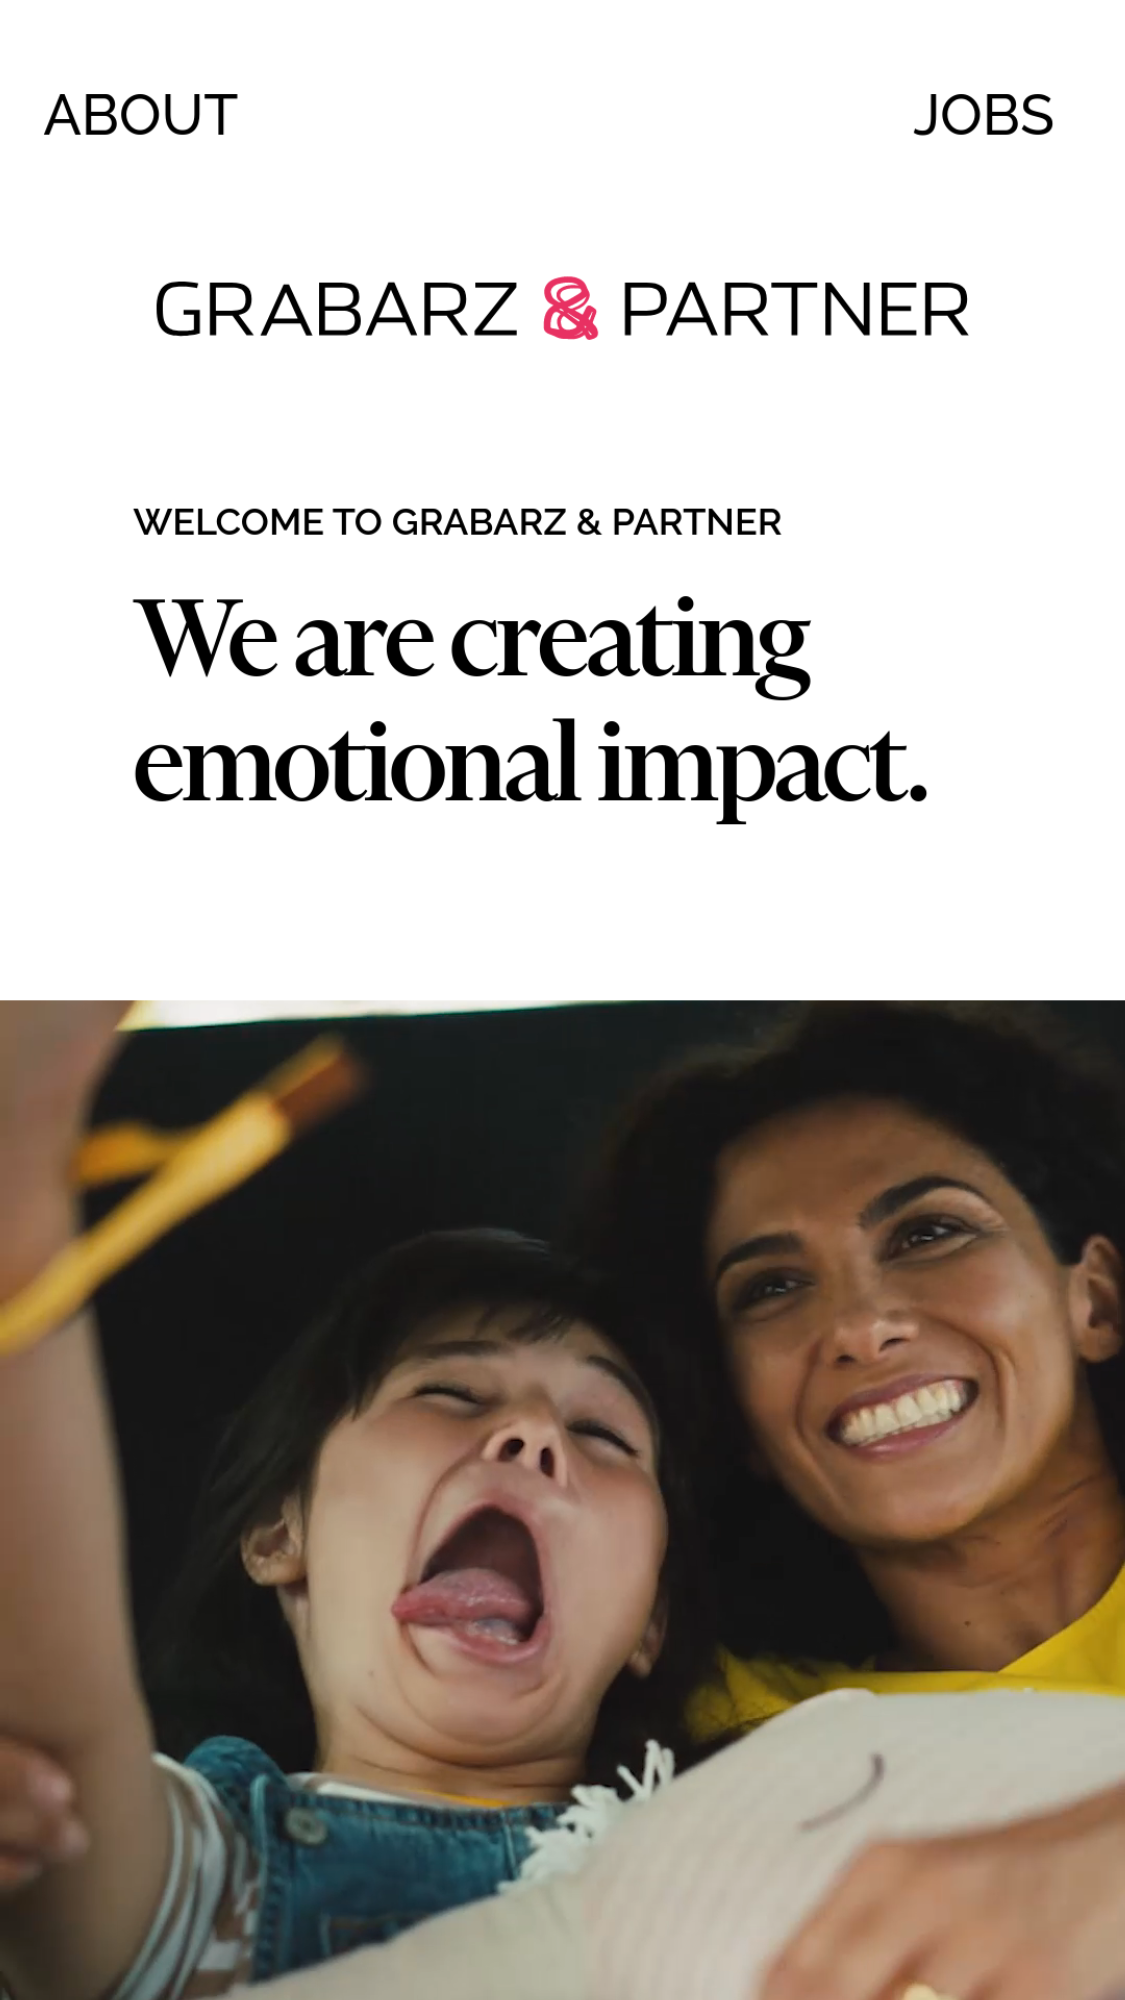 ABOUT
JOBS
GRABARZ & PARTNER
WELCOME TO GRABARZ & PARTNER
We are creating
emotional impact.